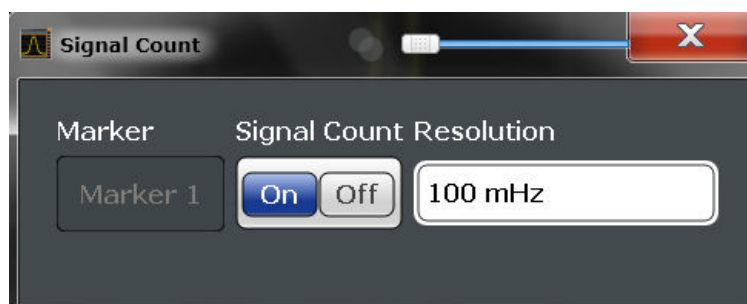 Signal Count
Marker Signal Count Resolution
Marker 1 On Off 100 mHz